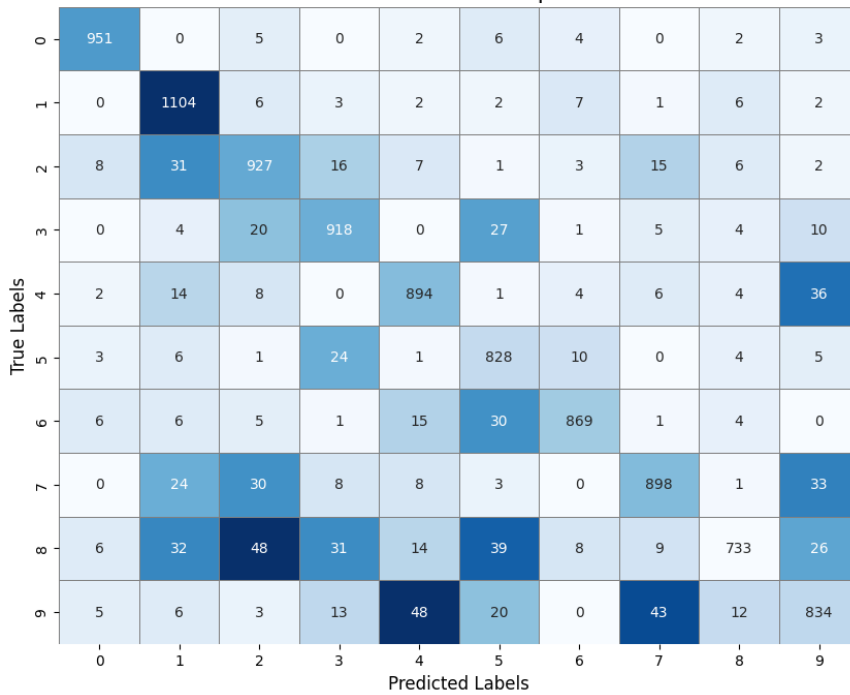 0 951 0 5 0 2 6 4 0 2 3
1 0 1104 6 3 2 2 7 1 6 2
2 8 31 927 16 7 1 3 15 6 2
3 0 4 20 918 0 27 1 5 4 10
4 2 14 8 0 894 1 4 6 4 36
5 3 6 1 24 1 828 10 0 4 5
6 6 6 5 1 15 30 869 1 4 0
7 0 24 30 8 8 3 0 898 1 33
8 6 32 48 31 14 39 8 9 733 26
9 5 6 3 13 48 20 0 43 12 834
True Labels
0 1 2 3 4 5 6 7 8 9
Predicted Labels